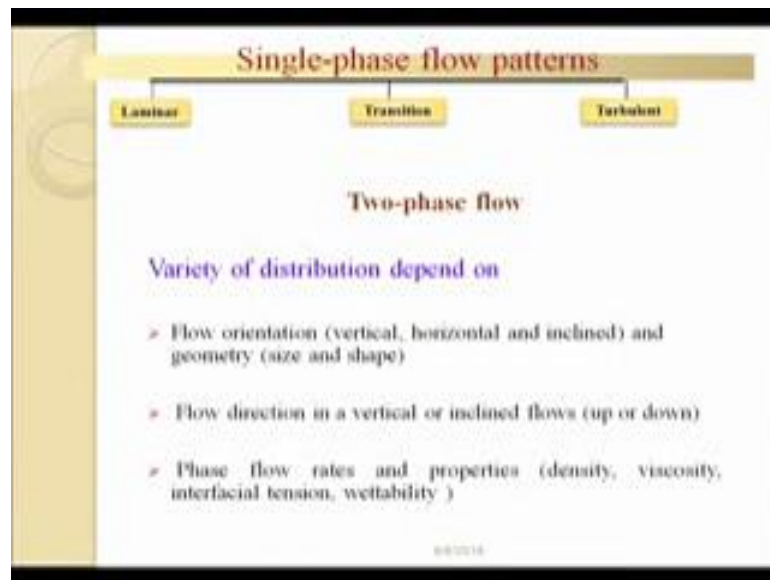 Single-phase flow patterns
Laminar Transition Turbulent
Two-phase flow
Variety of distribution depend on
Flow orientation (vertical, horizontal and inclined) and
geometry (size and shape)
Flow direction in a vertical or inclined flows (up or down)
Phase flow rates and properties (density, viscosity,
interfacial tension, wettability )